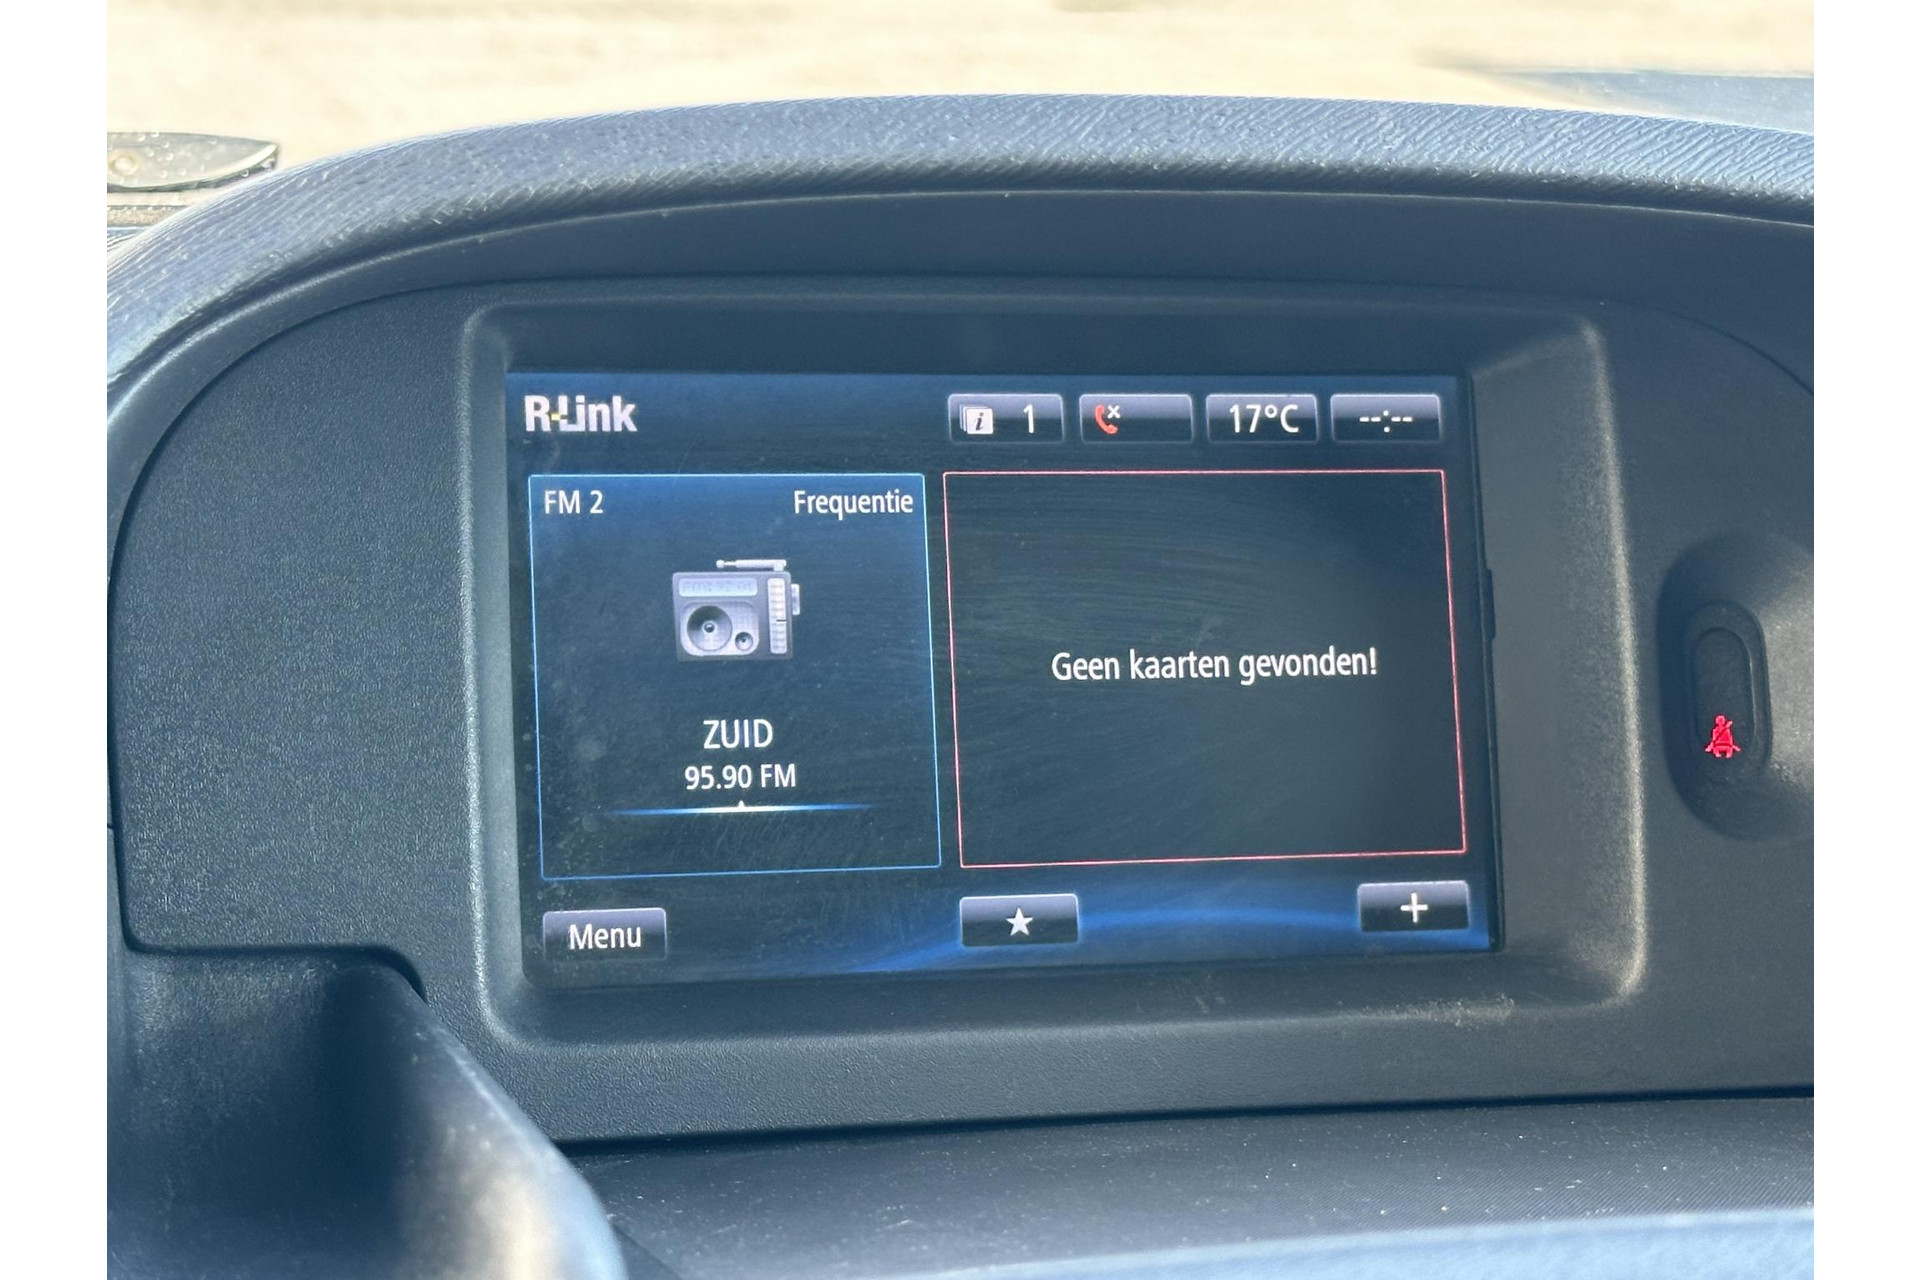 R-Link
1
17°C
--:--
FM 2
Frequentie
ZUID
95.90 FM
Geen kaarten gevonden!
Menu